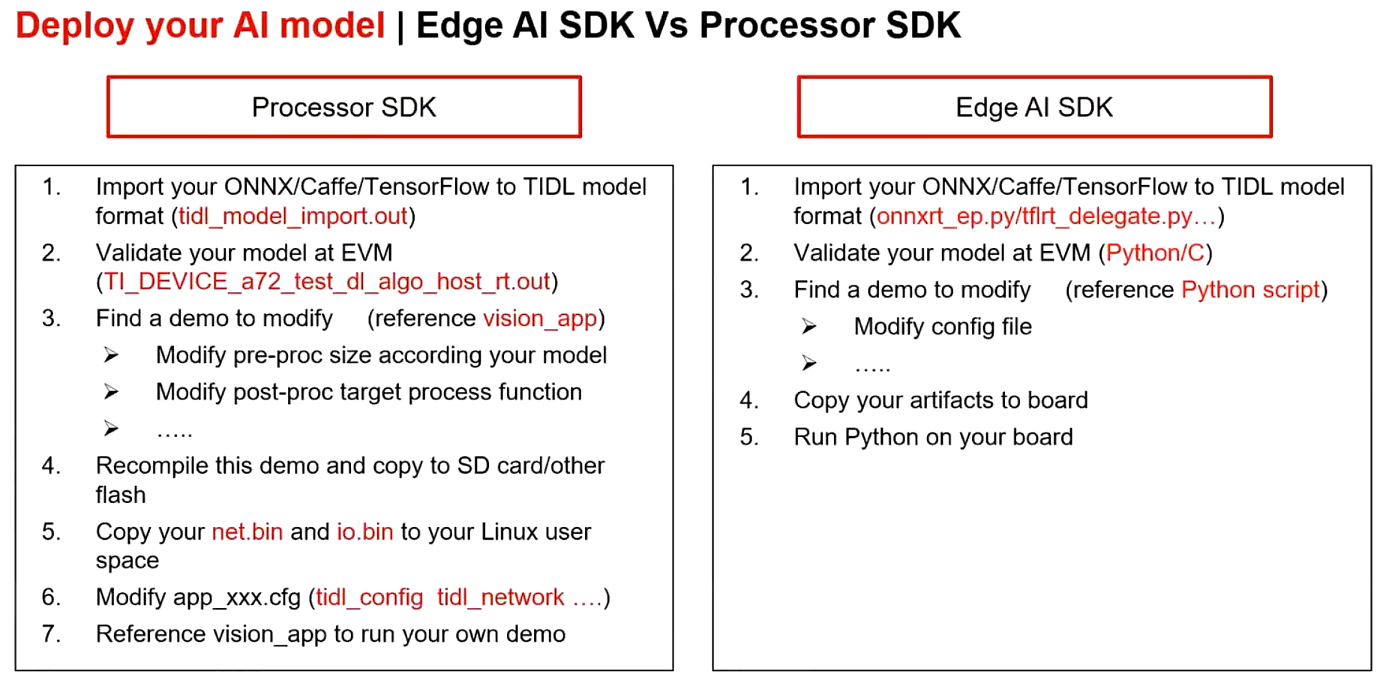 Deploy your AI model | Edge AI SDK Vs Processor SDK
Processor SDK
1. Import your ONNX/Caffe/TensorFlow to TIDL model
format (tidl_model_import.out)
2. Validate your model at EVM
(TI_DEVICE_a72_test_dl_algo_host_rt.out)
3. Find a demo to modify (reference vision_app)
➢ Modify pre-proc size according your model
➢ Modify post-proc target process function
➢ …..
4. Recompile this demo and copy to SD card/other
flash
5. Copy your net.bin and io.bin to your Linux user
space
6. Modify app_xxx.cfg (tidl_config tidl_network ….)
7. Reference vision_app to run your own demo
Edge AI SDK
1. Import your ONNX/Caffe/TensorFlow to TIDL model
format (onnxrt_ep.py/tflrt_delegate.py…)
2. Validate your model at EVM (Python/C)
3. Find a demo to modify (reference Python script)
➢ Modify config file
➢ …..
4. Copy your artifacts to board
5. Run Python on your board